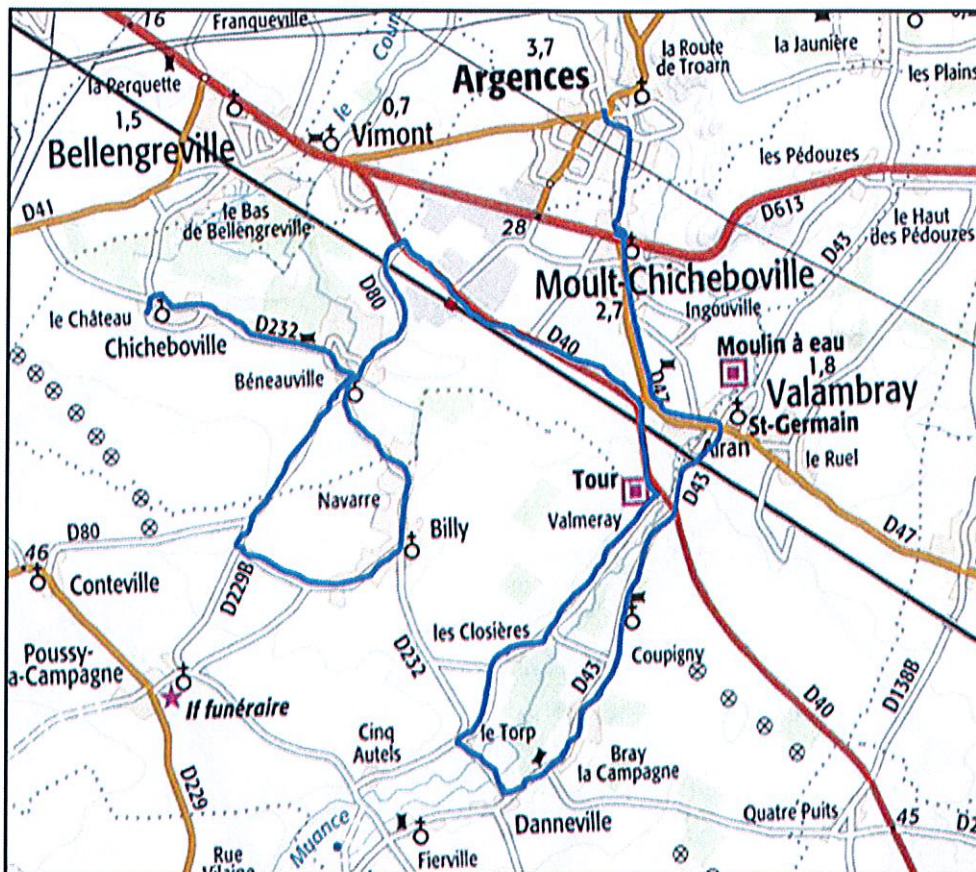 16
Franqueville
3,7
la Route
de Troarn
la Jaunière
la Perquette
Argences
les Plains
1,5
0,7
le
Bellengreville
Vimont
les Pédouzes
D41
le Bas
de Bellengreville
28
D613
D43
le Haut
des Pédouzes
D80
Moult-Chicheboville
le Château
D232
2,7
Ingouville
Chicheboville
D40
Moulin à eau
1,8
Béneauville
D47
Valambray
St-Germain
Airan
le Ruel
Navarre
Tour
D43
Billy
Valmeray
D80
D47
46
Conteville
D229B
les Closières
Poussy-
a-Campagne
D232
D43
Coupigny
D138B
If funéraire
D40
Cinq
Autels
le Torp
Bray
la Campagne
D229
Quatre Puits
45
Muance
Danneville
Rue
Fierville